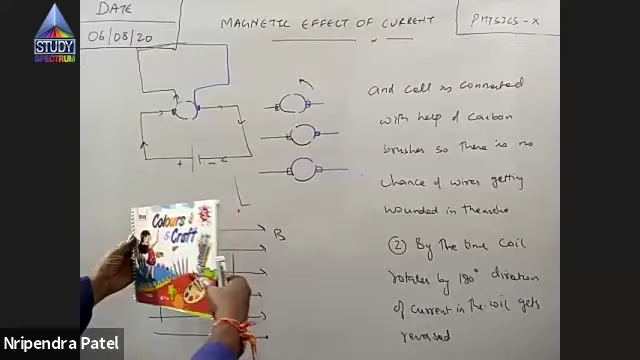 DATE
06/08/20
MAGNETIC EFFECT OF CURRENT
PHYSICS-X
STUDY
SPECTRUM
and cell is connected
with help of carbon
brushes so there is no
chance of wires getting
wounded in themselve
② By the time coil
rotates by 180° diration
of current in the coil gets
reversed
+ -
B
Colours
& Craft
Nripendra Patel